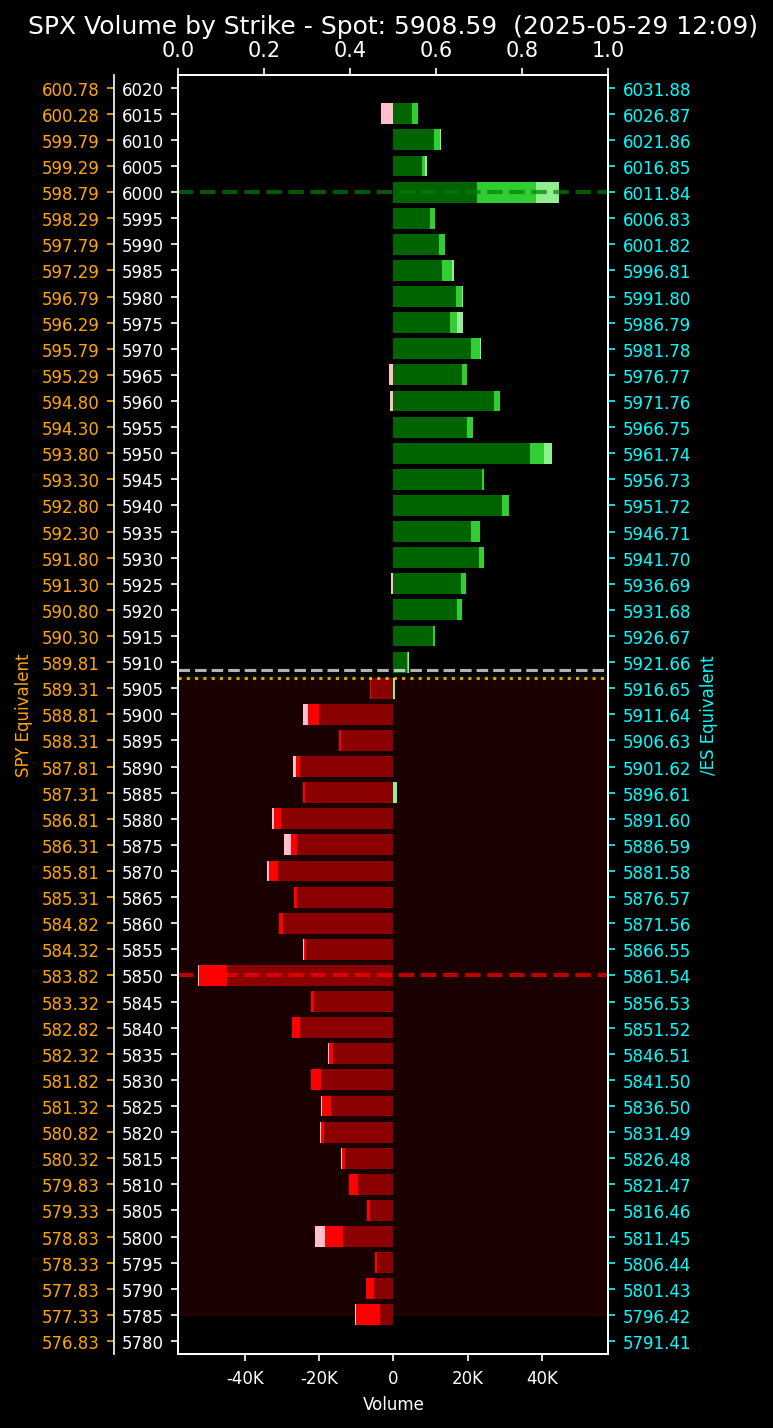 SPX Volume by Strike - Spot: 5908.59 (2025-05-29 12:09)
0.0 0.2 0.4 0.6 0.8 1.0
600.78 6020 6031.88
600.28 6015 6026.87
599.79 6010 6021.86
599.29 6005 6016.85
598.79 6000 6011.84
598.29 5995 6006.83
597.79 5990 6001.82
597.29 5985 5996.81
596.79 5980 5991.80
596.29 5975 5986.79
595.79 5970 5981.78
595.29 5965 5976.77
594.80 5960 5971.76
594.30 5955 5966.75
593.80 5950 5961.74
593.30 5945 5956.73
592.80 5940 5951.72
592.30 5935 5946.71
591.80 5930 5941.70
591.30 5925 5936.69
590.80 5920 5931.68
590.30 5915 5926.67
589.81 5910 5921.66
589.31 5905 5916.65
588.81 5900 5911.64
588.31 5895 5906.63
587.81 5890 5901.62
587.31 5885 5896.61
586.81 5880 5891.60
586.31 5875 5886.59
585.81 5870 5881.58
585.31 5865 5876.57
584.82 5860 5871.56
584.32 5855 5866.55
583.82 5850 5861.54
583.32 5845 5856.53
582.82 5840 5851.52
582.32 5835 5846.51
581.82 5830 5841.50
581.32 5825 5836.50
580.82 5820 5831.49
580.32 5815 5826.48
579.83 5810 5821.47
579.33 5805 5816.46
578.83 5800 5811.45
578.33 5795 5806.44
577.83 5790 5801.43
577.33 5785 5796.42
576.83 5780 5791.41
SPY Equivalent
/ES Equivalent
-40K -20K 0 20K 40K
Volume